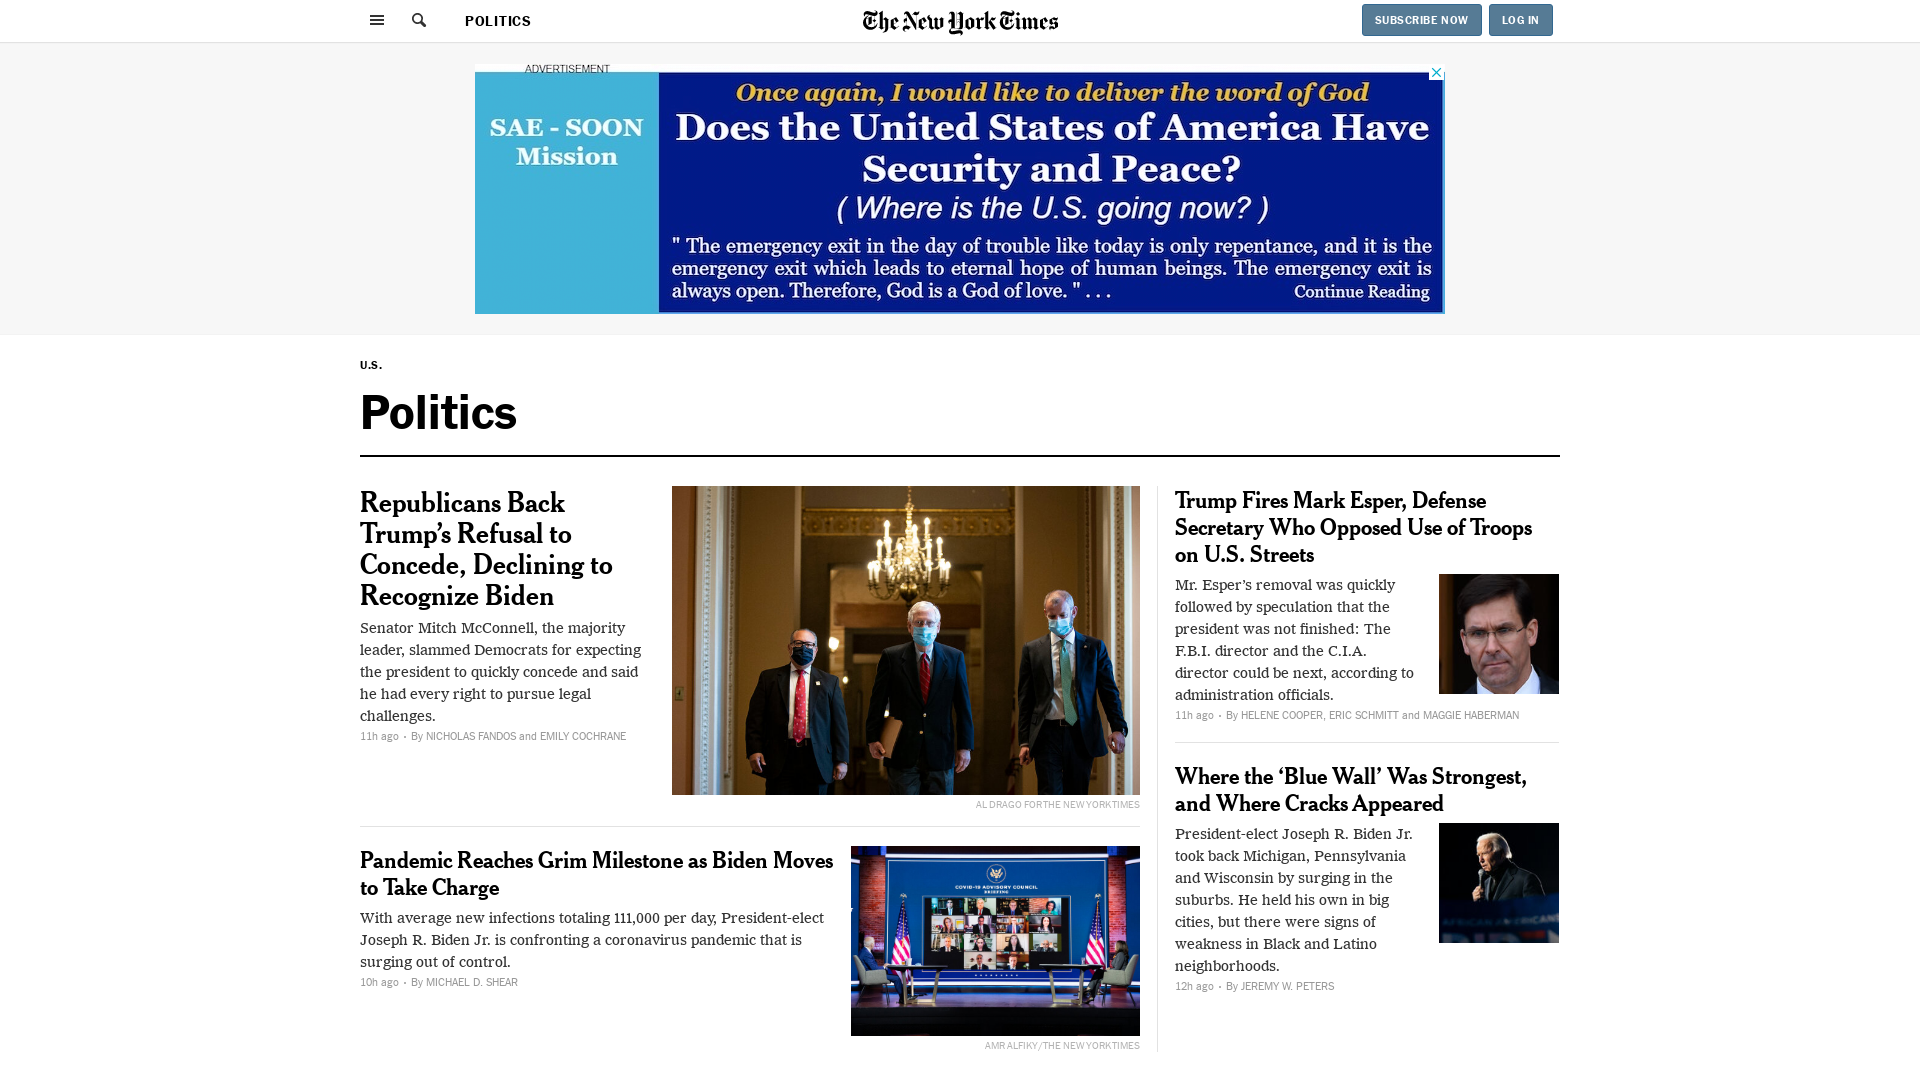 POLITICS
The New York Times
SUBSCRIBE NOW
LOG IN
ADVERTISEMENT
SAE - SOON
Mission
Once again, I would like to deliver the word of God
Does the United States of America Have
Security and Peace?
( Where is the U.S. going now? )
" The emergency exit in the day of trouble like today is only repentance, and it is the
emergency exit which leads to eternal hope of human beings. The emergency exit is
always open. Therefore, God is a God of love. " . . .
Continue Reading
U.S.
Politics
Republicans Back
Trump’s Refusal to
Concede, Declining to
Recognize Biden
Senator Mitch McConnell, the majority
leader, slammed Democrats for expecting
the president to quickly concede and said
he had every right to pursue legal
challenges.
11h ago • By NICHOLAS FANDOS and EMILY COCHRANE
AL DRAGO FOR THE NEW YORK TIMES
Pandemic Reaches Grim Milestone as Biden Moves
to Take Charge
With average new infections totaling 111,000 per day, President-elect
Joseph R. Biden Jr. is confronting a coronavirus pandemic that is
surging out of control.
10h ago • By MICHAEL D. SHEAR
COVID-19 ADVISORY COUNCIL
BRIEFING
AMR ALFIKY/THE NEW YORK TIMES
Trump Fires Mark Esper, Defense
Secretary Who Opposed Use of Troops
on U.S. Streets
Mr. Esper’s removal was quickly
followed by speculation that the
president was not finished: The
F.B.I. director and the C.I.A.
director could be next, according to
administration officials.
11h ago • By HELENE COOPER, ERIC SCHMITT and MAGGIE HABERMAN
Where the ‘Blue Wall’ Was Strongest,
and Where Cracks Appeared
President-elect Joseph R. Biden Jr.
took back Michigan, Pennsylvania
and Wisconsin by surging in the
suburbs. He held his own in big
cities, but there were signs of
weakness in Black and Latino
neighborhoods.
12h ago • By JEREMY W. PETERS